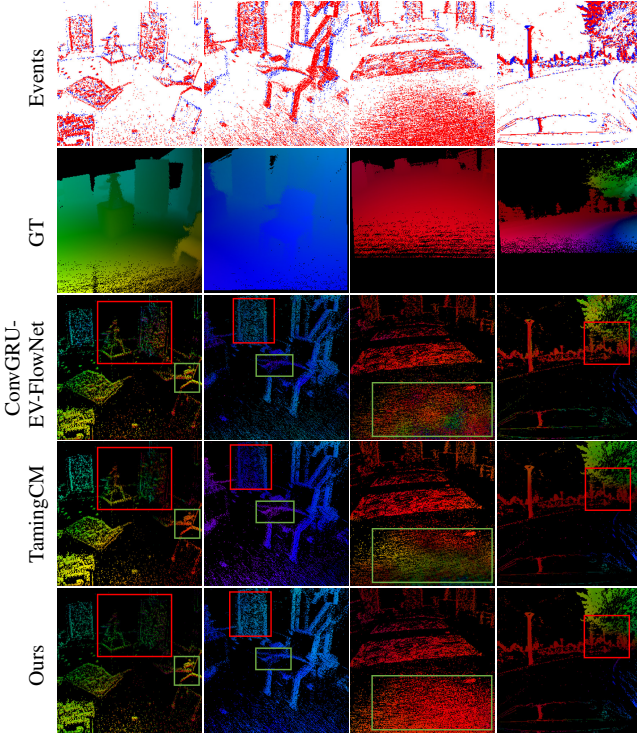 Events
GT
ConvGRU-
EV-FlowNet
TamingCM
Ours